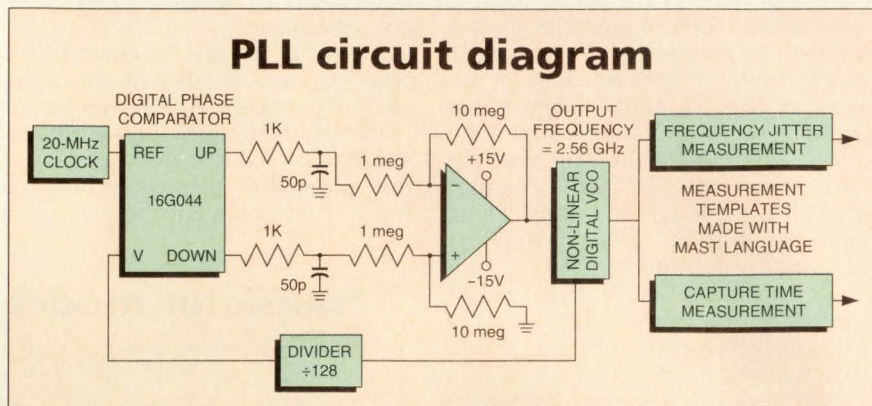 PLL circuit diagram
DIGITAL PHASE
COMPARATOR
20-MHz
CLOCK
REF UP
16G044
V DOWN
1K
50p
1 meg
1K
50p
1 meg
10 meg
+15V
−
+
−15V
10 meg
OUTPUT
FREQUENCY
= 2.56 GHz
NON-LINEAR
DIGITAL VCO
DIVIDER
÷128
FREQUENCY JITTER
MEASUREMENT
MEASUREMENT
TEMPLATES
MADE WITH
MAST LANGUAGE
CAPTURE TIME
MEASUREMENT